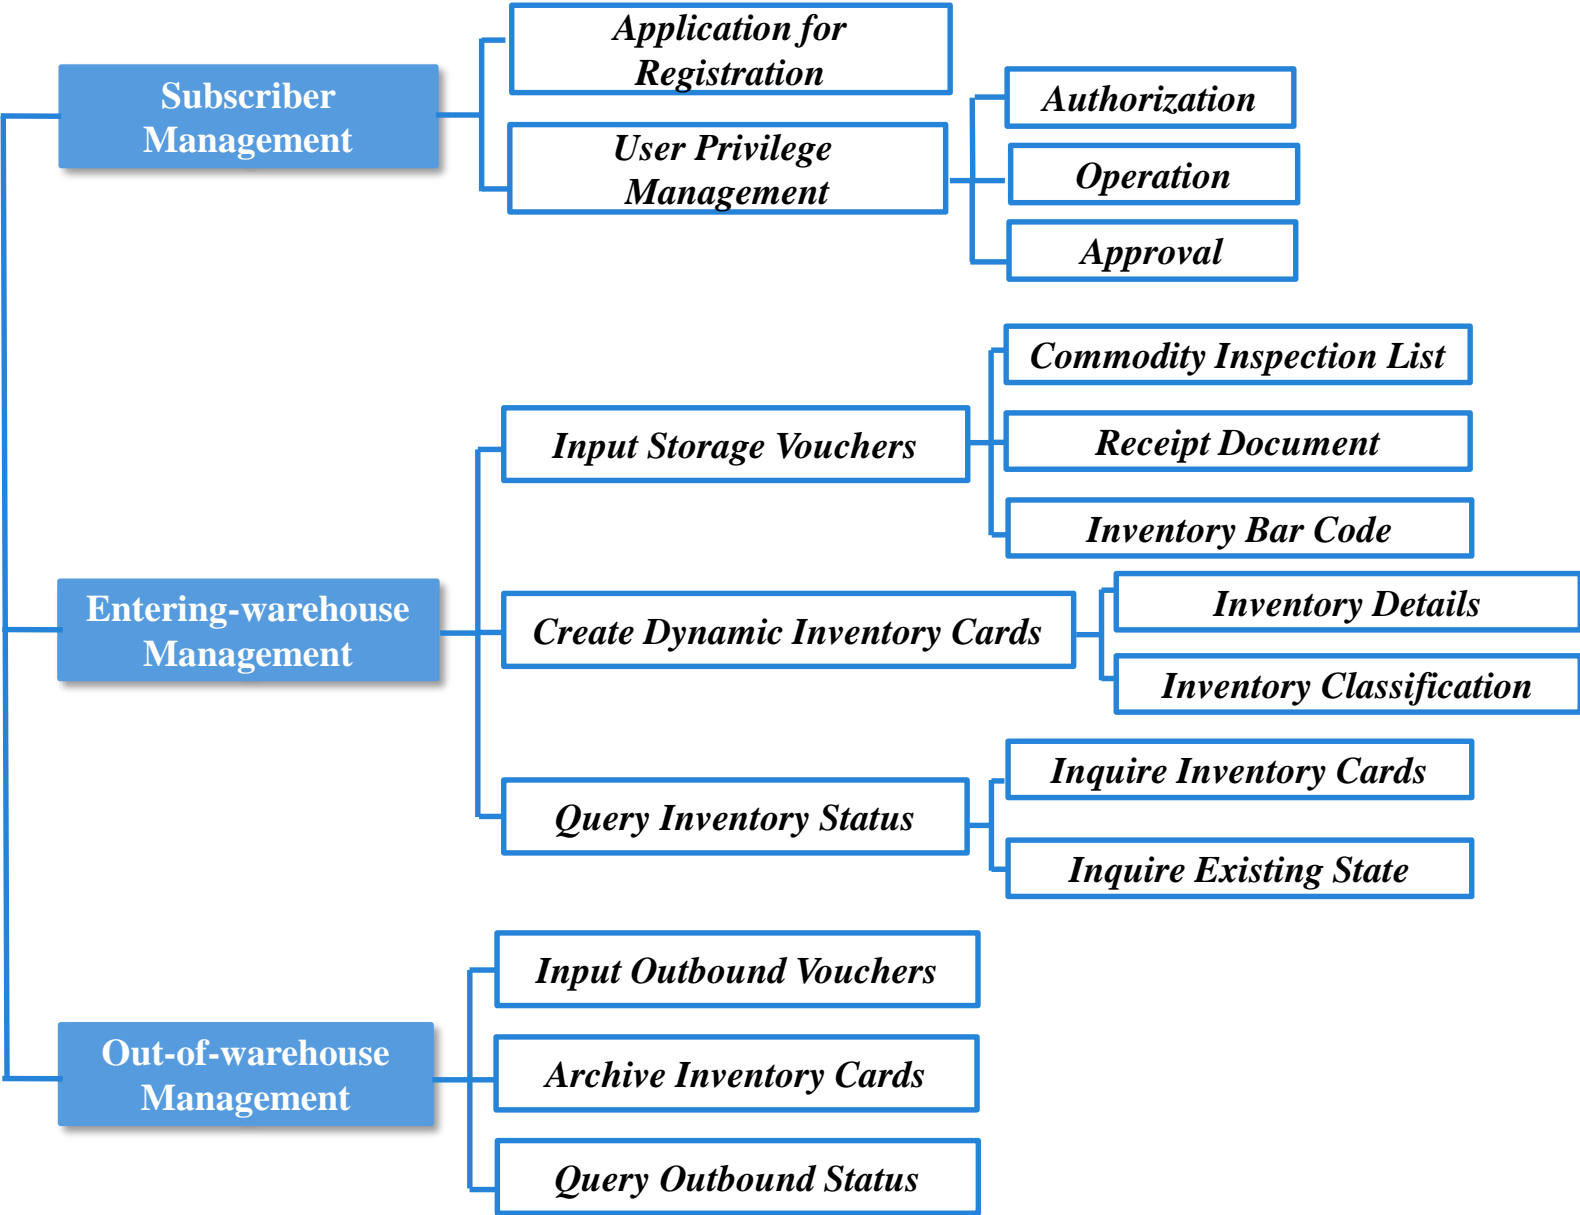 Subscriber
Management
Application for
Registration
User Privilege
Management
Authorization
Operation
Approval
Entering-warehouse
Management
Input Storage Vouchers
Commodity Inspection List
Receipt Document
Inventory Bar Code
Create Dynamic Inventory Cards
Inventory Details
Inventory Classification
Query Inventory Status
Inquire Inventory Cards
Inquire Existing State
Out-of-warehouse
Management
Input Outbound Vouchers
Archive Inventory Cards
Query Outbound Status